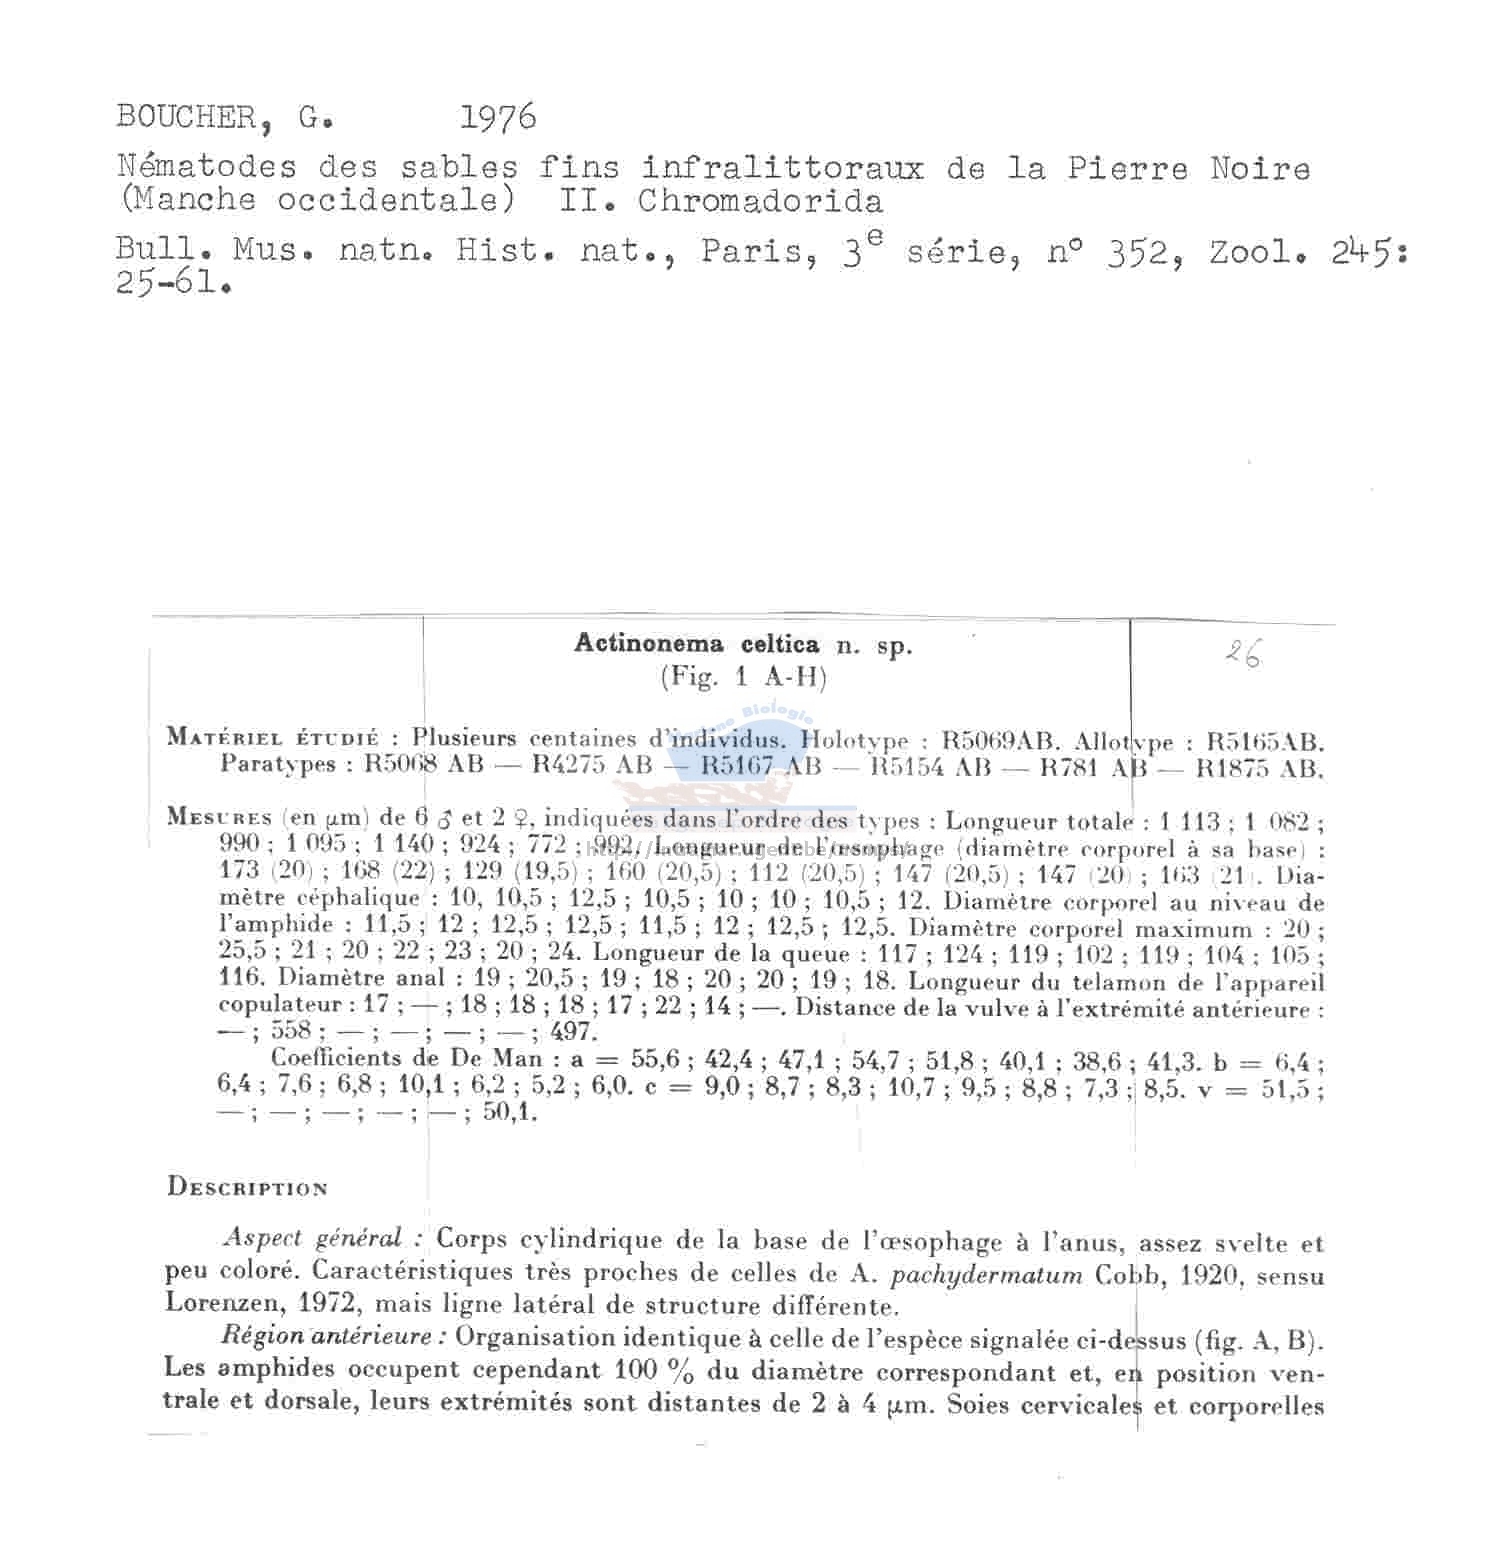 BOUCHER, G. 1976
Nématodes des sables fins infralittoraux de la Pierre Noire
(Manche occidentale) II. Chromadorida
Bull. Mus. natn. Hist. nat., Paris, 3e série, n° 352, Zool. 245:
25-61.
Actinonema celtica n. sp.
26
(Fig. 1 A-H)
MATÉRIEL ÉTUDIÉ : Plusieurs centaines d'individus. Holotype : R5069AB. Allotype : R5165AB.
Paratypes : R5068 AB — R4275 AB — R5167 AB — R5154 AB — R781 AB — R1875 AB.
MESURES (en µm) de 6 ♂ et 2 ♀, indiquées dans l'ordre des types : Longueur totale : 1 113 ; 1 082 ;
990 ; 1 095 ; 1 140 ; 924 ; 772 ; 992. Longueur de l'œsophage (diamètre corporel à sa base) :
173 (20) ; 168 (22) ; 129 (19,5) ; 160 (20,5) ; 112 (20,5) ; 147 (20,5) ; 147 (20) ; 163 (21). Dia-
mètre céphalique : 10, 10,5 ; 12,5 ; 10,5 ; 10 ; 10 ; 10,5 ; 12. Diamètre corporel au niveau de
l'amphide : 11,5 ; 12 ; 12,5 ; 12,5 ; 11,5 ; 12 ; 12,5 ; 12,5. Diamètre corporel maximum : 20 ;
25,5 ; 21 ; 20 ; 22 ; 23 ; 20 ; 24. Longueur de la queue : 117 ; 124 ; 119 ; 102 ; 119 ; 104 ; 105 ;
116. Diamètre anal : 19 ; 20,5 ; 19 ; 18 ; 20 ; 20 ; 19 ; 18. Longueur du telamon de l'appareil
copulateur : 17 ; — ; 18 ; 18 ; 18 ; 17 ; 22 ; 14 ; —. Distance de la vulve à l'extrémité antérieure :
— ; 558 ; — ; — ; — ; — ; 497.
Coefficients de De Man : a = 55,6 ; 42,4 ; 47,1 ; 54,7 ; 51,8 ; 40,1 ; 38,6 ; 41,3. b = 6,4 ;
6,4 ; 7,6 ; 6,8 ; 10,1 ; 6,2 ; 5,2 ; 6,0. c = 9,0 ; 8,7 ; 8,3 ; 10,7 ; 9,5 ; 8,8 ; 7,3 ; 8,5. v = 51,5 ;
— ; — ; — ; — ; — ; 50,1.
DESCRIPTION
Aspect général : Corps cylindrique de la base de l'œsophage à l'anus, assez svelte et
peu coloré. Caractéristiques très proches de celles de A. pachydermatum Cobb, 1920, sensu
Lorenzen, 1972, mais ligne latéral de structure différente.
Région antérieure : Organisation identique à celle de l'espèce signalée ci-dessus (fig. A, B).
Les amphides occupent cependant 100 % du diamètre correspondant et, en position ven-
trale et dorsale, leurs extrémités sont distantes de 2 à 4 µm. Soies cervicales et corporelles